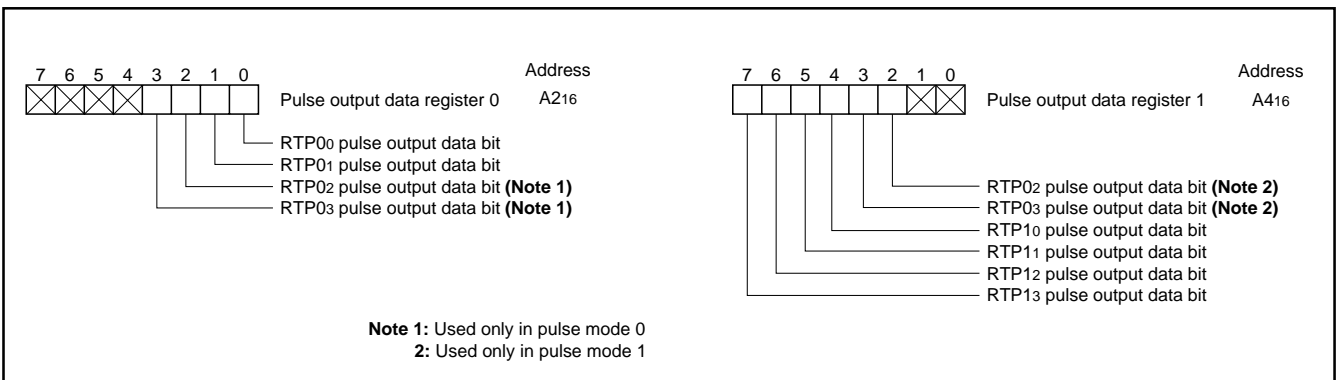 7 6 5 4 3 2 1 0
Address
Pulse output data register 0 A216
RTP00 pulse output data bit
RTP01 pulse output data bit
RTP02 pulse output data bit (Note 1)
RTP03 pulse output data bit (Note 1)
7 6 5 4 3 2 1 0
Address
Pulse output data register 1 A416
RTP02 pulse output data bit (Note 2)
RTP03 pulse output data bit (Note 2)
RTP10 pulse output data bit
RTP11 pulse output data bit
RTP12 pulse output data bit
RTP13 pulse output data bit
Note 1: Used only in pulse mode 0
2: Used only in pulse mode 1